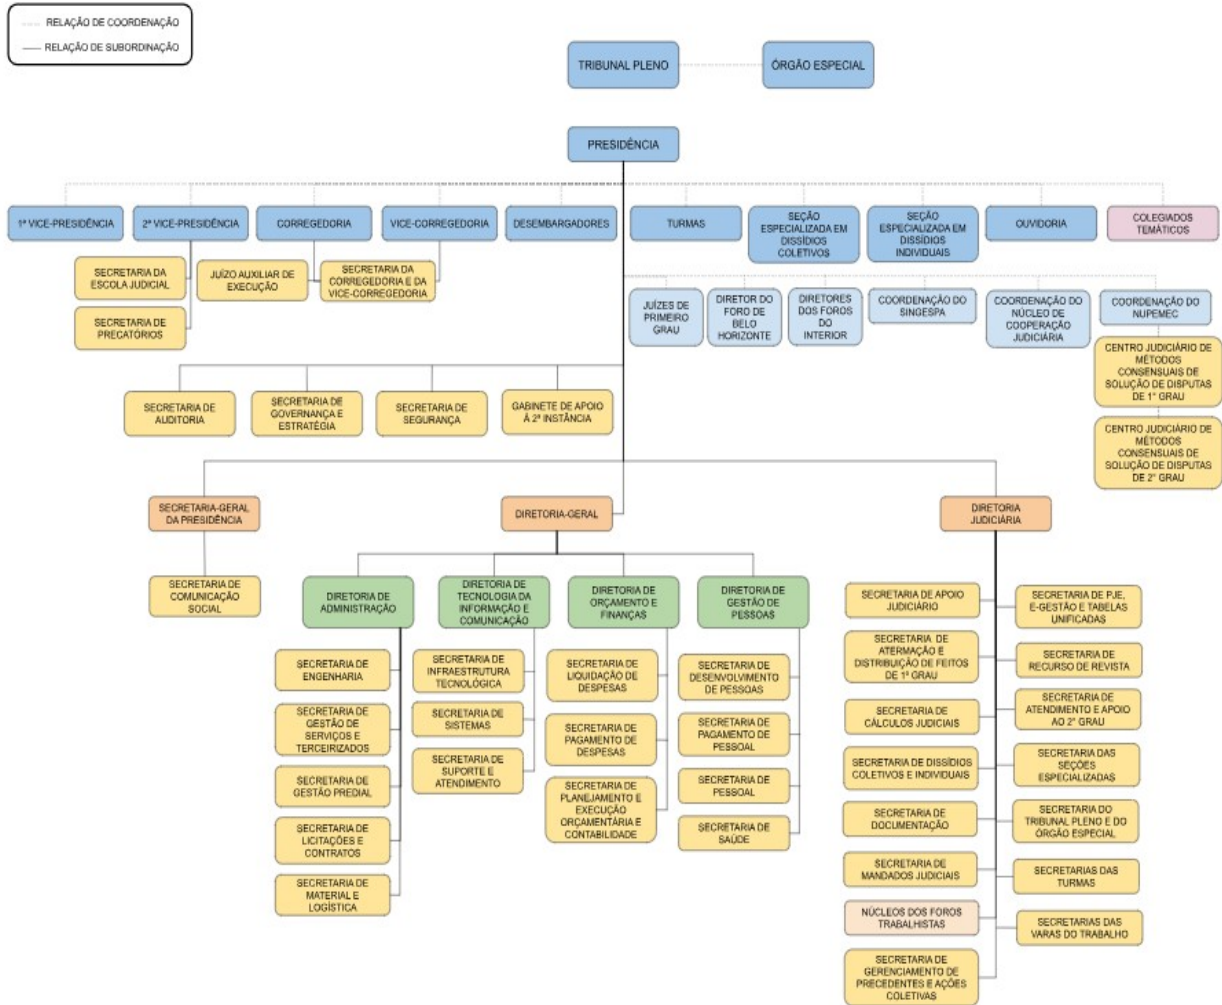 RELAÇÃO DE COORDENAÇÃO
RELAÇÃO DE SUBORDINAÇÃO
TRIBUNAL PLENO
ÓRGÃO ESPECIAL
PRESIDÊNCIA
1ª VICE-PRESIDÊNCIA
2ª VICE-PRESIDÊNCIA
CORREGEDORIA
VICE-CORREGEDORIA
DESEMBARGADORES
TURMAS
SEÇÃO
ESPECIALIZADA EM
DISSÍDIOS
COLETIVOS
SEÇÃO
ESPECIALIZADA EM
DISSÍDIOS
INDIVIDUAIS
OUVIDORIA
COLEGIADOS
TEMÁTICOS
SECRETARIA DA
ESCOLA JUDICIAL
SECRETARIA DE
PRECATÓRIOS
JUÍZO AUXILIAR DE
EXECUÇÃO
SECRETARIA DA
CORREGEDORIA E DA
VICE-CORREGEDORIA
JUÍZES DE
PRIMEIRO
GRAU
DIRETOR DO
FORO DE
BELO
HORIZONTE
DIRETORES
DOS FOROS
DO
INTERIOR
COORDENAÇÃO DO
SINGESPA
COORDENAÇÃO DO
NÚCLEO DE
COOPERAÇÃO
JUDICIÁRIA
COORDENAÇÃO DO
NUPEMEC
CENTRO JUDICIÁRIO DE
MÉTODOS
CONSENSUAIS DE
SOLUÇÃO DE DISPUTAS
DE 1° GRAU
CENTRO JUDICIÁRIO DE
MÉTODOS
CONSENSUAIS DE
SOLUÇÃO DE DISPUTAS
DE 2° GRAU
SECRETARIA DE
AUDITORIA
SECRETARIA DE
GOVERNANÇA E
ESTRATÉGIA
SECRETARIA DE
SEGURANÇA
GABINETE DE APOIO
À 2ª INSTÂNCIA
SECRETARIA-GERAL
DA PRESIDÊNCIA
DIRETORIA-GERAL
DIRETORIA
JUDICIÁRIA
SECRETARIA DE
COMUNICAÇÃO
SOCIAL
DIRETORIA DE
ADMINISTRAÇÃO
DIRETORIA DE
TECNOLOGIA DA
INFORMAÇÃO E
COMUNICAÇÃO
DIRETORIA DE
ORÇAMENTO E
FINANÇAS
DIRETORIA DE
GESTÃO DE
PESSOAS
SECRETARIA DE
ENGENHARIA
SECRETARIA DE
GESTÃO DE
SERVIÇOS E
TERCEIRIZADOS
SECRETARIA DE
GESTÃO PREDIAL
SECRETARIA DE
LICITAÇÕES E
CONTRATOS
SECRETARIA DE
MATERIAL E
LOGÍSTICA
SECRETARIA DE
INFRAESTRUTURA
TECNOLÓGICA
SECRETARIA DE
SISTEMAS
SECRETARIA DE
SUPORTE E
ATENDIMENTO
SECRETARIA DE
LIQUIDAÇÃO DE
DESPESAS
SECRETARIA DE
PAGAMENTO DE
DESPESAS
SECRETARIA DE
PLANEJAMENTO E
EXECUÇÃO
ORÇAMENTÁRIA E
CONTABILIDADE
SECRETARIA DE
DESENVOLVIMENTO
DE PESSOAS
SECRETARIA DE
PAGAMENTO DE
PESSOAL
SECRETARIA DE
PESSOAL
SECRETARIA DE
SAÚDE
SECRETARIA DE APOIO
JUDICIÁRIO
SECRETARIA DE
ATERMAÇÃO E
DISTRIBUIÇÃO DE FEITOS
DE 1º GRAU
SECRETARIA DE
CÁLCULOS JUDICIAIS
SECRETARIA DE DISSÍDIOS
COLETIVOS E INDIVIDUAIS
SECRETARIA DE
DOCUMENTAÇÃO
SECRETARIA DE
MANDADOS JUDICIAIS
NÚCLEOS DOS FOROS
TRABALHISTAS
SECRETARIA DE
GERENCIAMENTO DE
PRECEDENTES E AÇÕES
COLETIVAS
SECRETARIA DE PJE,
E-GESTÃO E TABELAS
UNIFICADAS
SECRETARIA DE
RECURSO DE REVISTA
SECRETARIA DE
ATENDIMENTO E APOIO
AO 2° GRAU
SECRETARIA DAS
SEÇÕES
ESPECIALIZADAS
SECRETARIA DO
TRIBUNAL PLENO E DO
ÓRGÃO ESPECIAL
SECRETARIAS DAS
TURMAS
SECRETARIAS DAS
VARAS DO TRABALHO